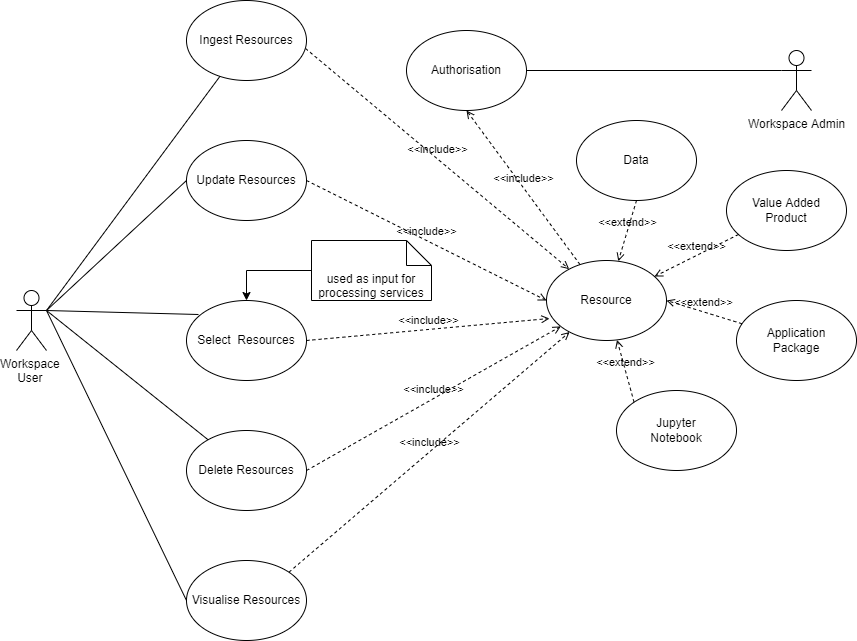 Ingest Resources
Authorisation
Workspace Admin
<<include>>
Data
<<include>>
Update Resources
Value Added
Product
<<extend>>
<<include>>
<<extend>>
used as input for
processing services
Resource
<<extend>>
<<include>>
Select  Resources
Application
Package
Workspace
User
<<extend>>
<<include>>
Jupyter
Notebook
<<include>>
Delete Resources
Visualise Resources